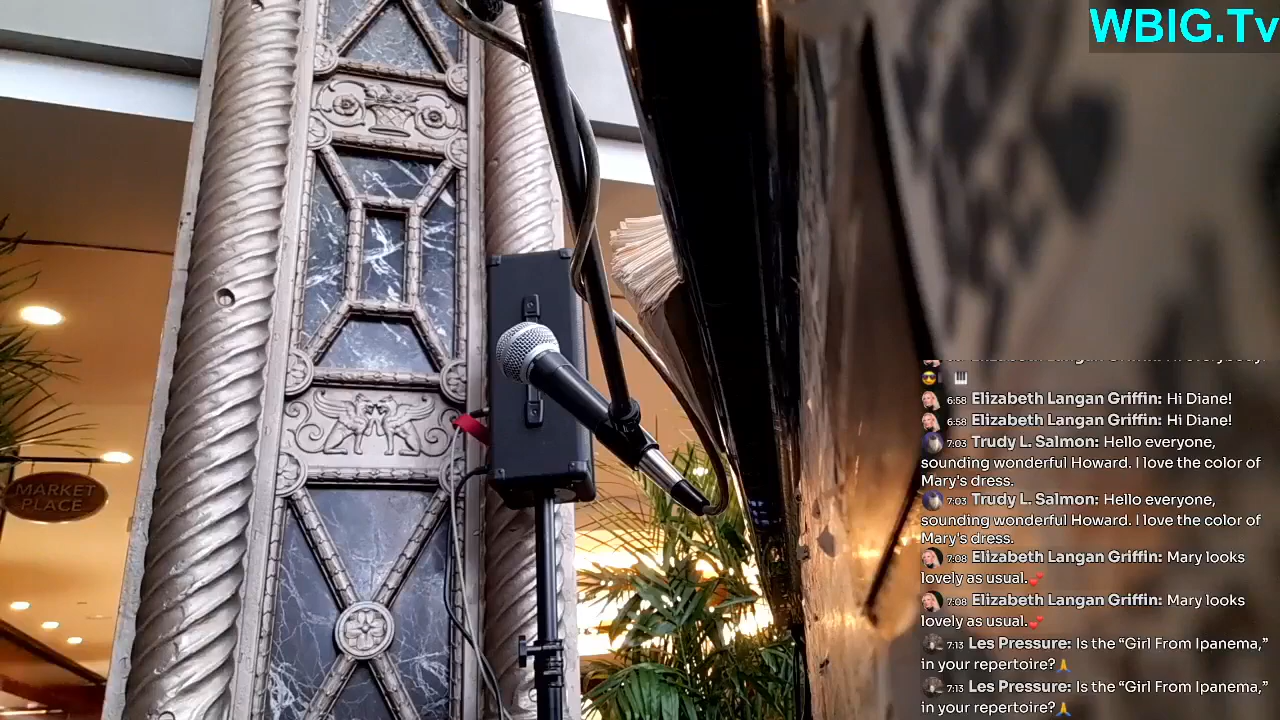 WBIG.Tv
MARKET
PLACE
6:58 Elizabeth Langan Griffin: Hi Diane!
6:58 Elizabeth Langan Griffin: Hi Diane!
7:03 Trudy L. Salmon: Hello everyone,
sounding wonderful Howard. I love the color of
Mary's dress.
7:03 Trudy L. Salmon: Hello everyone,
sounding wonderful Howard. I love the color of
Mary's dress.
7:08 Elizabeth Langan Griffin: Mary looks
lovely as usual.💕
7:08 Elizabeth Langan Griffin: Mary looks
lovely as usual.💕
7:13 Les Pressure: Is the “Girl From Ipanema,”
in your repertoire?🙏
7:13 Les Pressure: Is the “Girl From Ipanema,”
in your repertoire?🙏